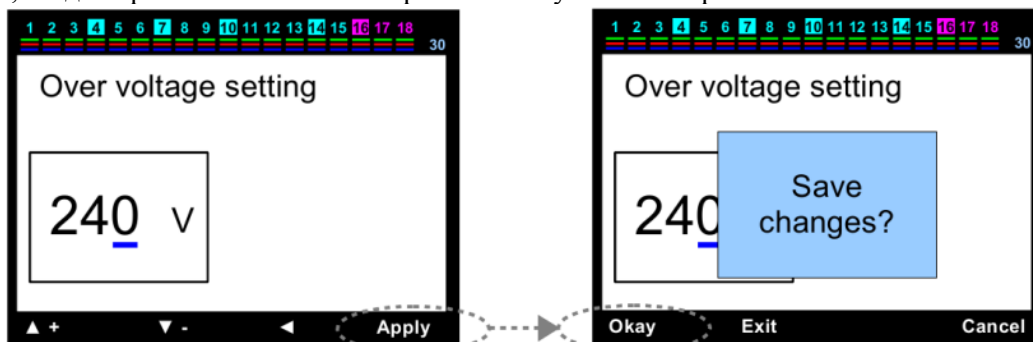 1 2 3 4 5 6 7 8 9 10 11 12 13 14 15 16 17 18
30
Over voltage setting
240 V
▲ + ▼ - ◄ Apply
1 2 3 4 5 6 7 8 9 10 11 12 13 14 15 16 17 18
30
Over voltage setting
240
Save
changes?
Okay Exit Cancel